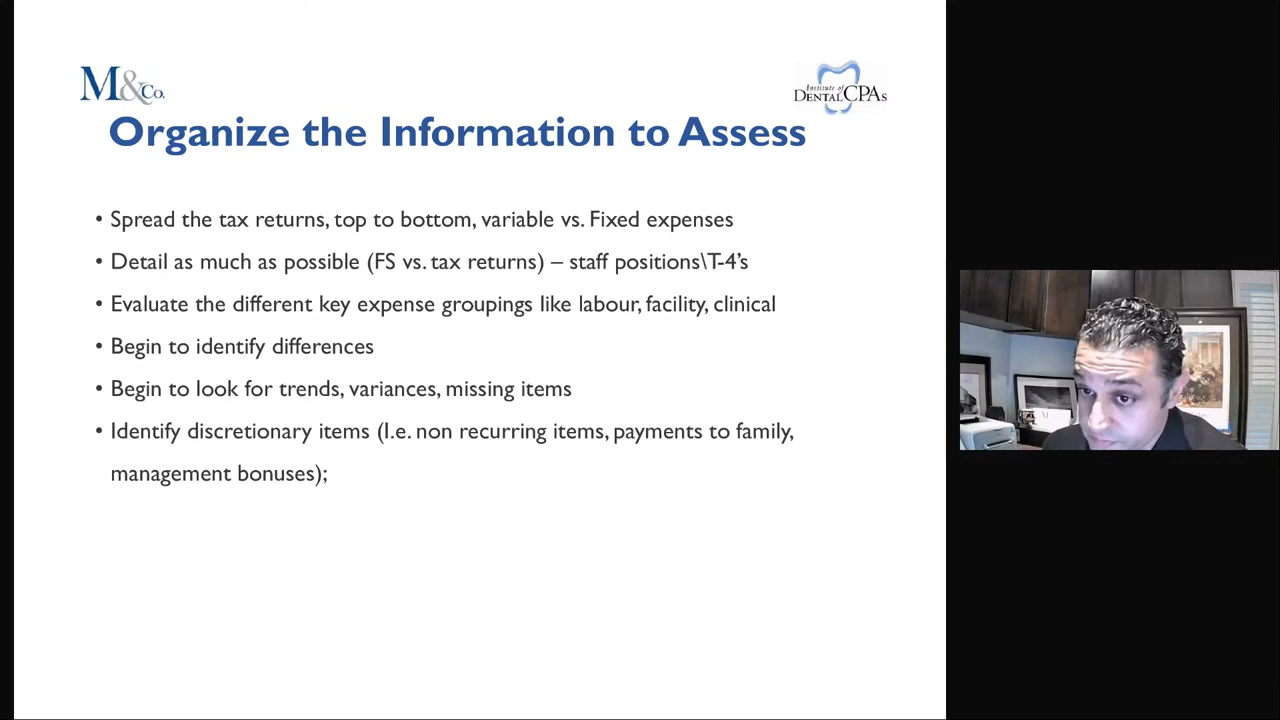 M&Co.
Institute of
DENTAL CPAs
Organize the Information to Assess
• Spread the tax returns, top to bottom, variable vs. Fixed expenses
• Detail as much as possible (FS vs. tax returns) – staff positions\T-4’s
• Evaluate the different key expense groupings like labour, facility, clinical
• Begin to identify differences
• Begin to look for trends, variances, missing items
• Identify discretionary items (I.e. non recurring items, payments to family,
management bonuses);